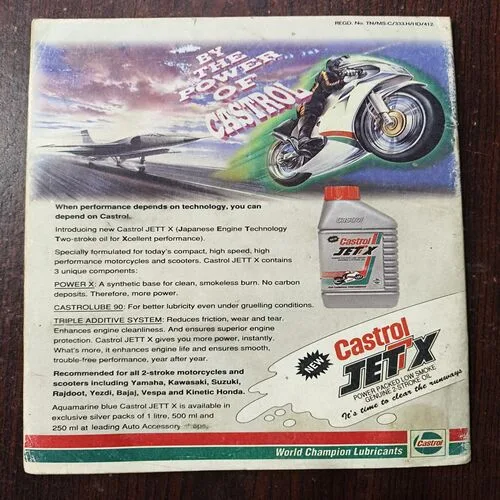 REGD. No. TN/MS-C/333/H/HD/412
BY
THE
POWER
OF
CASTROL
When performance depends on technology, you can
depend on Castrol.
Introducing new Castrol JETT X (Japanese Engine Technology
Two-stroke oil for Xcellent performance).
Specially formulated for today's compact, high speed, high
performance motorcycles and scooters. Castrol JETT X contains
3 unique components:
POWER X: A synthetic base for clean, smokeless burn. No carbon
deposits. Therefore, more power.
CASTROLUBE 90: For better lubricity even under gruelling conditions.
TRIPLE ADDITIVE SYSTEM: Reduces friction, wear and tear.
Enhances engine cleanliness. And ensures superior engine
protection. Castrol JETT X gives you more power, instantly.
What's more, it enhances engine life and ensures smooth,
trouble-free performance, year after year.
Recommended for all 2-stroke motorcycles and
scooters including Yamaha, Kawasaki, Suzuki,
Rajdoot, Yezdi, Bajaj, Vespa and Kinetic Honda.
Aquamarine blue Castrol JETT X is available in
exclusive silver packs of 1 litre, 500 ml and
250 ml at leading Auto Accessory shops.
Castrol
NEW
Castrol
JETT X
NEW
Castrol
JETT X
POWER PACKED LOW SMOKE
GENUINE 2-STROKE OIL
It's time to clear the runways
World Champion Lubricants
Castrol